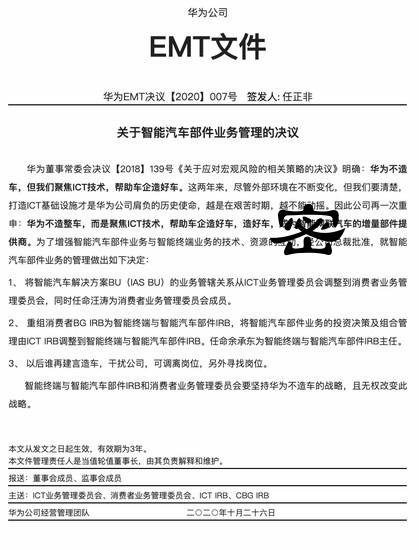 华为公司
EMT文件
华为EMT决议【2020】007号 签发人: 任正非
关于智能汽车部件业务管理的决议
华为董事常委会决议【2018】139号《关于应对宏观风险的相关策略的决议》明确：华为不造
车，但我们聚焦ICT技术，帮助车企造好车。这两年来，尽管外部环境在不断变化，但我们要清楚，
打造ICT基础设施才是华为公司肩负的历史使命，越是在艰苦时期，越不能动摇。因此公司再一次重
申：华为不造整车，而是聚焦ICT技术，帮助车企造好车，造好车，成为智能网联汽车的增量部件提
供商。为了增强智能汽车部件业务与智能终端业务的技术、资源的互动，经公司总裁批准，就智能
汽车部件业务的管理做出如下决定：
密
1、 将智能汽车解决方案BU（IAS BU）的业务管辖关系从ICT业务管理委员会调整到消费者业务管
理委员会，同时任命汪涛为消费者业务管理委员会成员。
2、 重组消费者BG IRB为智能终端与智能汽车部件IRB，将智能汽车部件业务的投资决策及组合管
理由ICT IRB调整到智能终端与智能汽车部件IRB。任命余承东为智能终端与智能汽车部件IRB主任。
3、 以后谁再建言造车，干扰公司，可调离岗位，另外寻找岗位。
智能终端与智能汽车部件IRB和消费者业务管理委员会要坚持华为不造车的战略，且无权改变此
战略。
本文从发文之日起生效，有效期为3年。
本文件管理责任人是当值轮值董事长，由其负责解释和维护。
报送：董事会成员、监事会成员
主送：ICT业务管理委员会、消费者业务管理委员会、ICT IRB、CBG IRB
华为公司经营管理团队 二〇二〇年十月二十六日